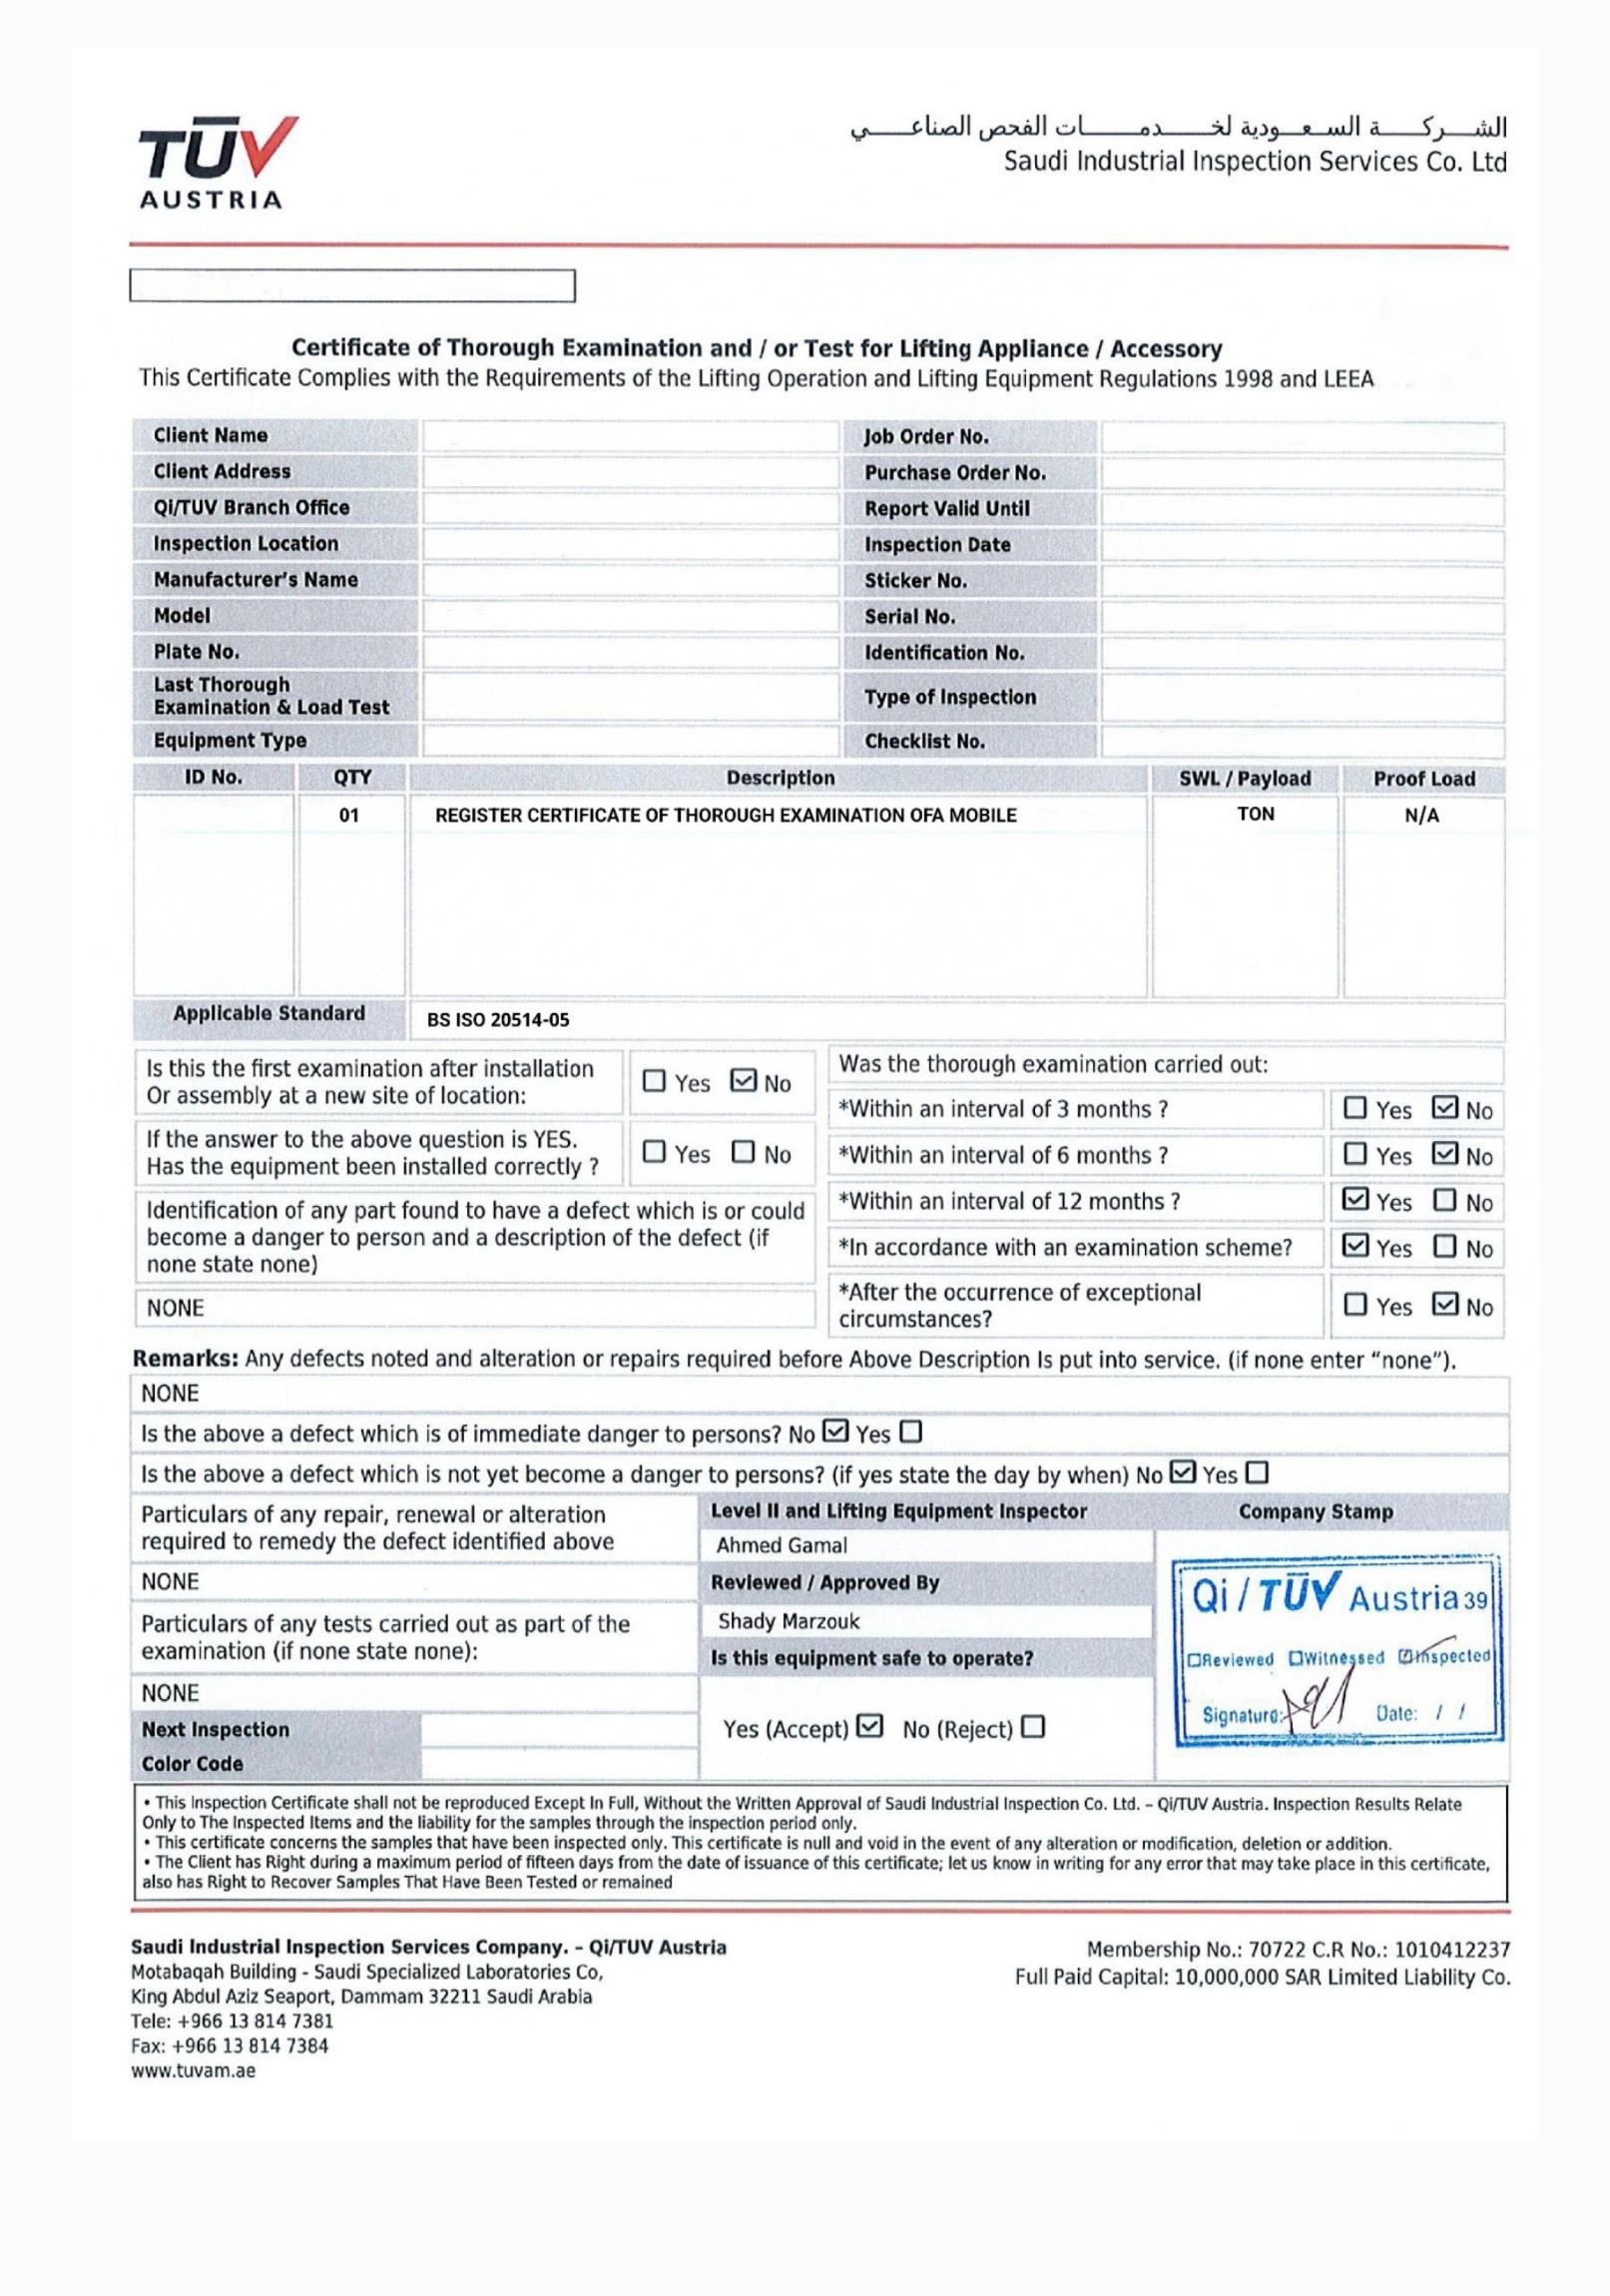 TÜV
AUSTRIA
الشركة السعودية لخدمات الفحص الصناعي
Saudi Industrial Inspection Services Co. Ltd
Certificate of Thorough Examination and / or Test for Lifting Appliance / Accessory
This Certificate Complies with the Requirements of the Lifting Operation and Lifting Equipment Regulations 1998 and LEEA
Client Name Job Order No.
Client Address Purchase Order No.
Qi/TUV Branch Office Report Valid Until
Inspection Location Inspection Date
Manufacturer's Name Sticker No.
Model Serial No.
Plate No. Identification No.
Last Thorough
Examination & Load Test Type of Inspection
Equipment Type Checklist No.
ID No. QTY Description SWL / Payload Proof Load
01 REGISTER CERTIFICATE OF THOROUGH EXAMINATION OFA MOBILE TON N/A
Applicable Standard BS ISO 20514-05
Is this the first examination after installation
Or assembly at a new site of location:
Yes No
If the answer to the above question is YES.
Has the equipment been installed correctly ?
Yes No
Identification of any part found to have a defect which is or could
become a danger to person and a description of the defect (if
none state none)
NONE
Was the thorough examination carried out:
*Within an interval of 3 months ? Yes No
*Within an interval of 6 months ? Yes No
*Within an interval of 12 months ? Yes No
*In accordance with an examination scheme? Yes No
*After the occurrence of exceptional
circumstances?
Yes No
Remarks: Any defects noted and alteration or repairs required before Above Description Is put into service. (if none enter “none”).
NONE
Is the above a defect which is of immediate danger to persons? No Yes
Is the above a defect which is not yet become a danger to persons? (if yes state the day by when) No Yes
Particulars of any repair, renewal or alteration
required to remedy the defect identified above
NONE
Particulars of any tests carried out as part of the
examination (if none state none):
NONE
Next Inspection
Color Code
Level II and Lifting Equipment Inspector
Ahmed Gamal
Reviewed / Approved By
Shady Marzouk
Is this equipment safe to operate?
Yes (Accept) No (Reject)
Company Stamp
Qi / TÜV Austria 39
Reviewed Witnessed Inspected
Signature: Date: / /
• This Inspection Certificate shall not be reproduced Except In Full, Without the Written Approval of Saudi Industrial Inspection Co. Ltd. – Qi/TUV Austria. Inspection Results Relate
Only to The Inspected Items and the liability for the samples through the inspection period only.
• This certificate concerns the samples that have been inspected only. This certificate is null and void in the event of any alteration or modification, deletion or addition.
• The Client has Right during a maximum period of fifteen days from the date of issuance of this certificate; let us know in writing for any error that may take place in this certificate,
also has Right to Recover Samples That Have Been Tested or remained
Saudi Industrial Inspection Services Company. – Qi/TUV Austria
Motabaqah Building - Saudi Specialized Laboratories Co,
King Abdul Aziz Seaport, Dammam 32211 Saudi Arabia
Tele: +966 13 814 7381
Fax: +966 13 814 7384
www.tuvam.ae
Membership No.: 70722 C.R No.: 1010412237
Full Paid Capital: 10,000,000 SAR Limited Liability Co.